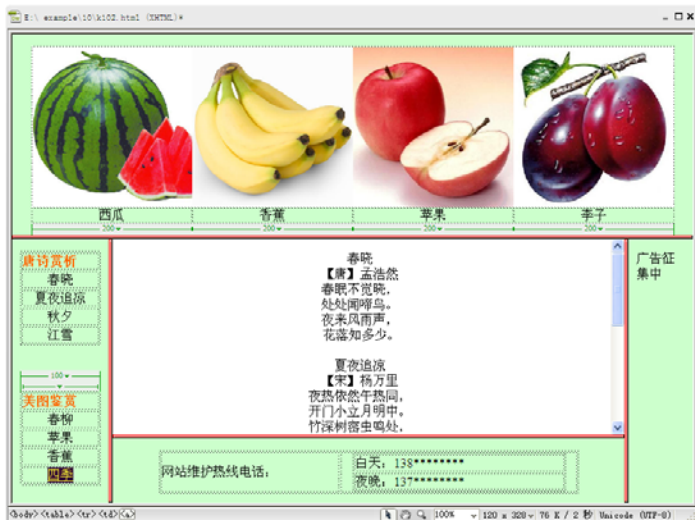 E:\ example\10\k102.html (XHTML)*
西瓜 香蕉 苹果 李子
200 200 200 200
唐诗赏析
春晓
夏夜追凉
秋夕
江雪
100
美图鉴赏
春柳
苹果
香蕉
四季
春晓
【唐】孟浩然
春眠不觉晓,
处处闻啼鸟。
夜来风雨声,
花落知多少。
夏夜追凉
【宋】杨万里
夜热依然午热同,
开门小立月明中。
竹深树密虫鸣处,
广告征
集中
网站维护热线电话:
白天: 138********
夜晚: 137********
<body> <table> <tr> <td> <a>
100% 120 x 328 76 K / 2 秒 Unicode (UTF-8)